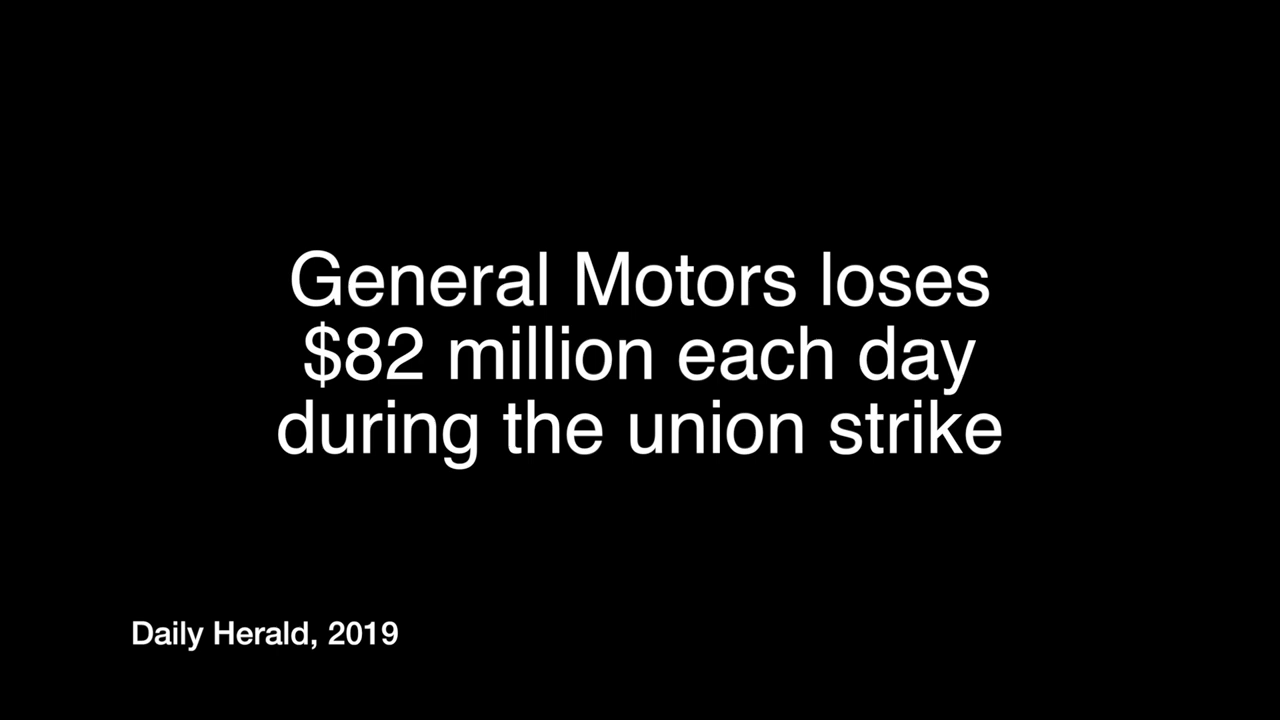 General Motors loses
$82 million each day
during the union strike
Daily Herald, 2019